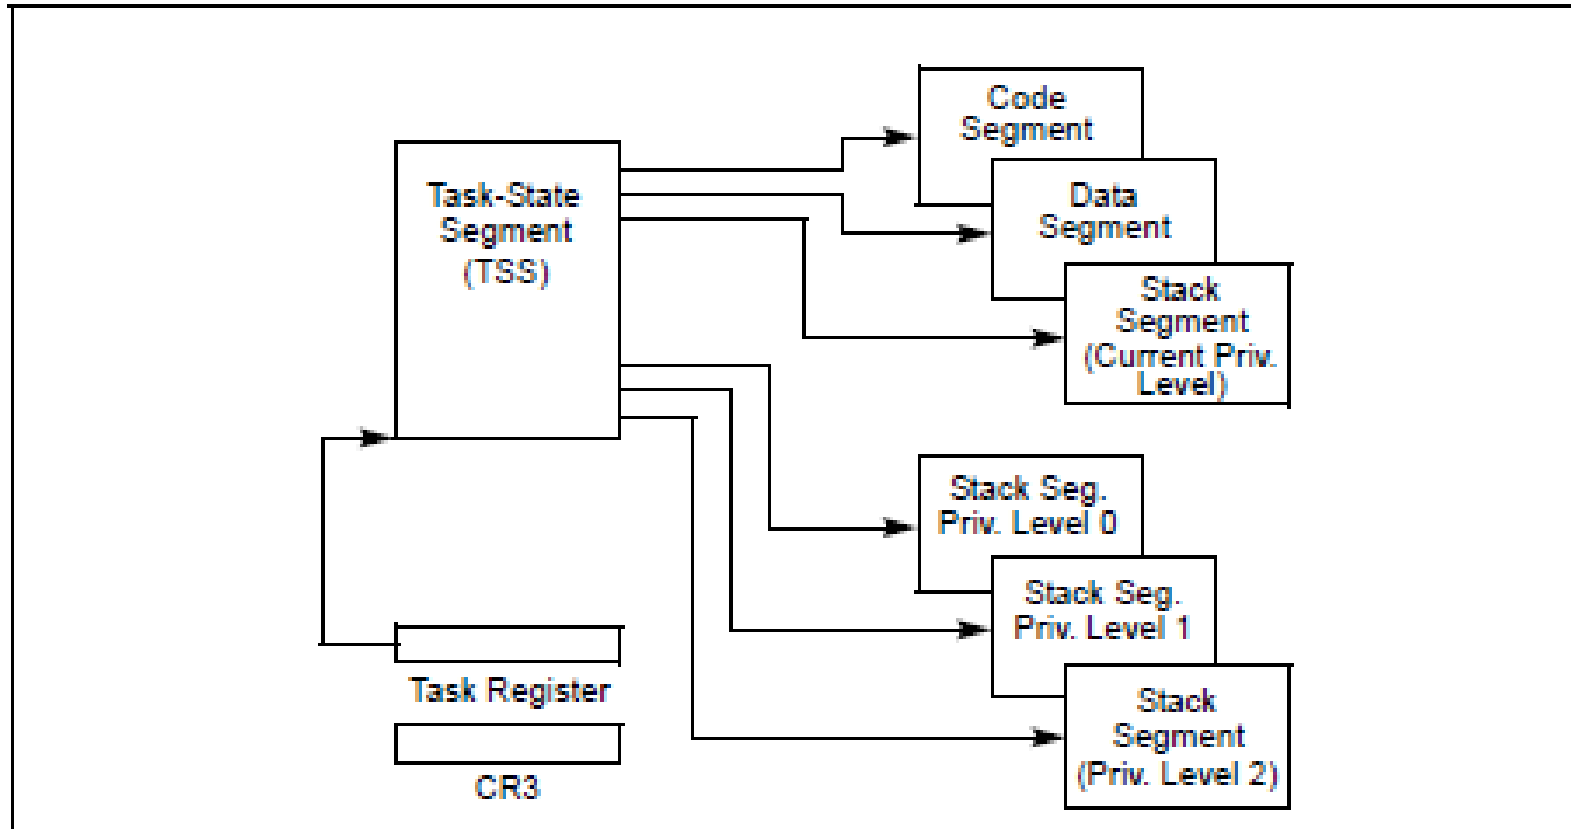 Code
Segment
Task-State
Segment
(TSS)
Data
Segment
Stack
Segment
(Current Priv.
Level)
Stack Seg.
Priv. Level 0
Stack Seg.
Priv. Level 1
Task Register
Stack
Segment
(Priv. Level 2)
CR3